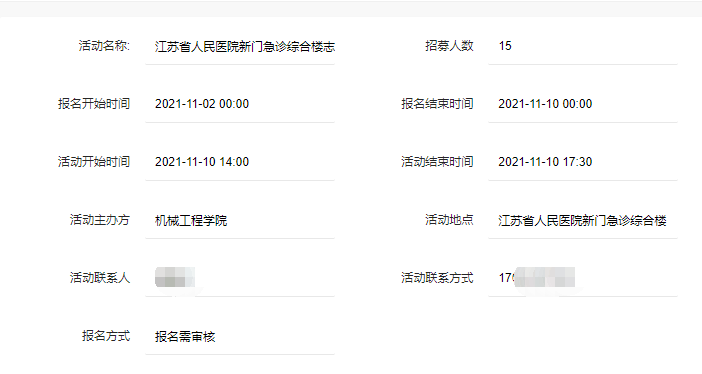 活动名称: 江苏省人民医院新门急诊综合楼志
招募人数 15
报名开始时间 2021-11-02 00:00
报名结束时间 2021-11-10 00:00
活动开始时间 2021-11-10 14:00
活动结束时间 2021-11-10 17:30
活动主办方 机械工程学院
活动地点 江苏省人民医院新门急诊综合楼
活动联系人
活动联系方式 17
报名方式 报名需审核